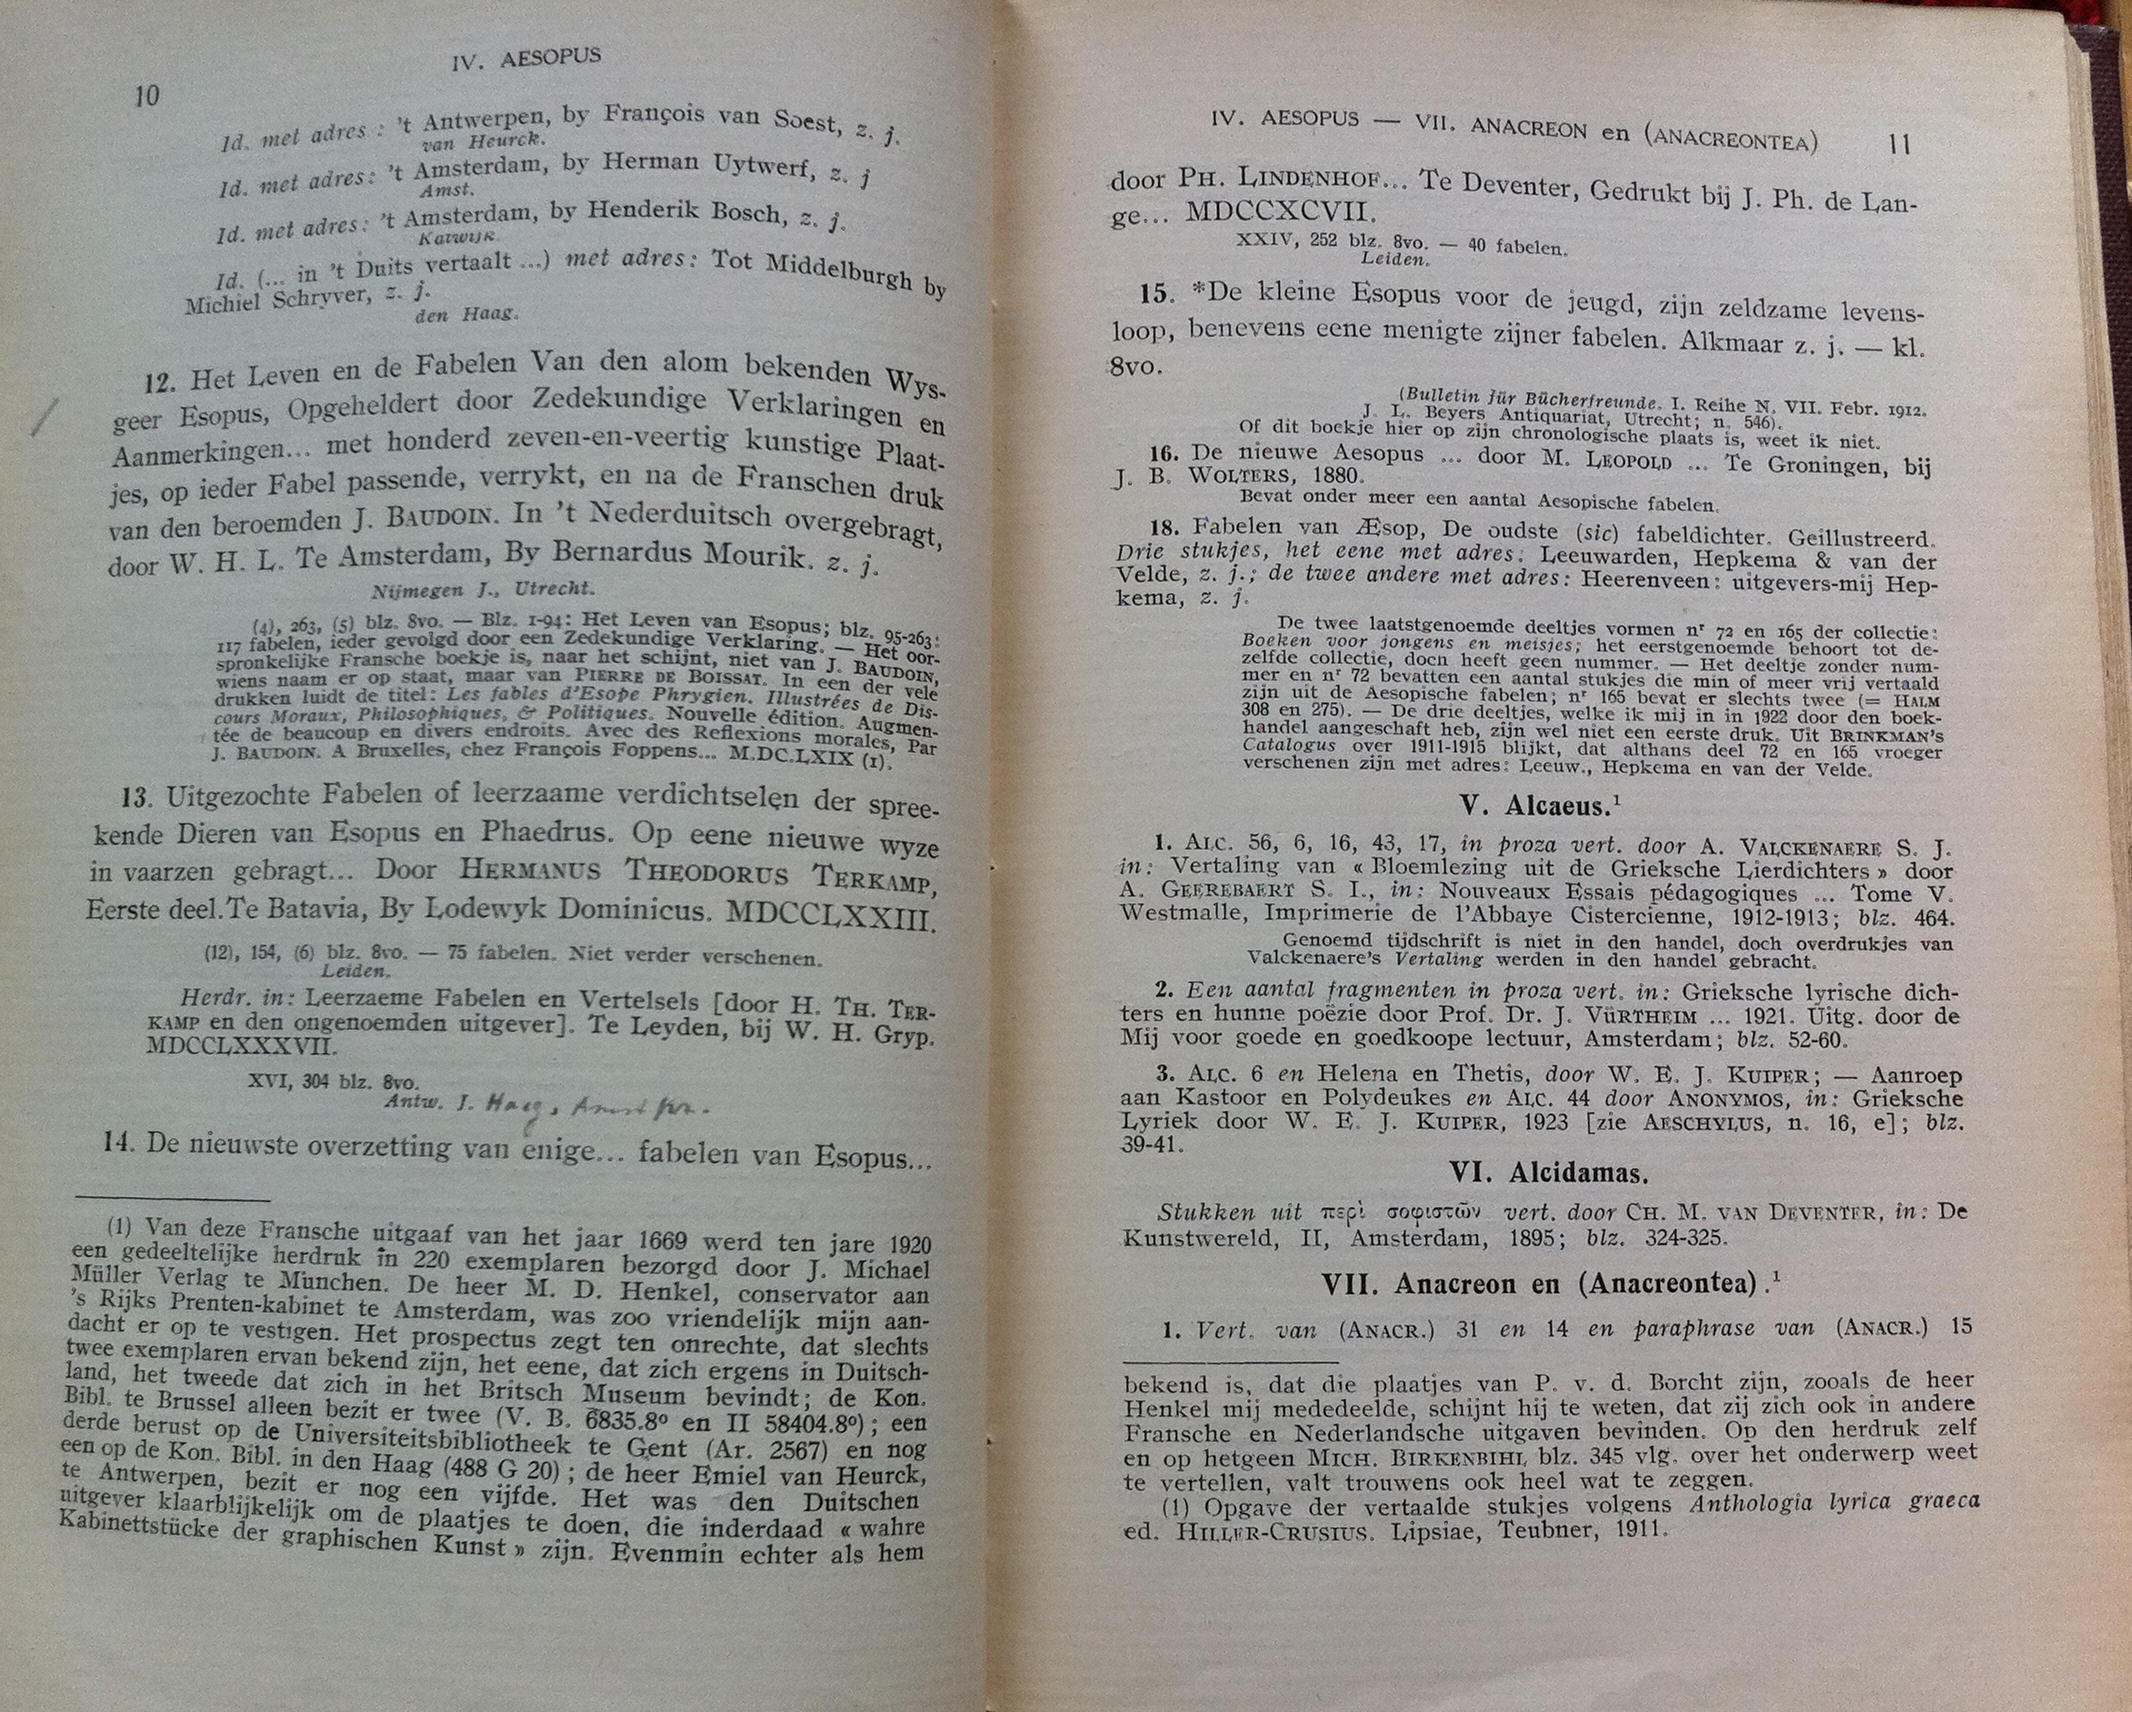 IV. AESOPUS
10
Id. met adres : 't Antwerpen, by François van Soest, z. j.
van Heurck.
Id. met adres: 't Amsterdam, by Herman Uytwerf, z. j
Amst.
Id. met adres: 't Amsterdam, by Henderik Bosch, z. j.
Katwijk
Id. (... in 't Duits vertaalt ...) met adres: Tot Middelburgh by
Michiel Schryver, z. j.
den Haag.
12. Het Leven en de Fabelen Van den alom bekenden Wys-
geer Esopus, Opgeheldert door Zedekundige Verklaringen en
Aanmerkingen... met honderd zeven-en-veertig kunstige Plaat-
jes, op ieder Fabel passende, verrykt, en na de Franschen druk
van den beroemden J. BAUDOIN. In 't Nederduitsch overgebragt,
door W. H. L. Te Amsterdam, By Bernardus Mourik. z. j.
Nijmegen J., Utrecht.
(4), 263, (5) blz. 8vo. — Blz. 1-94: Het Leven van Esopus; blz. 95-263:
117 fabelen, ieder gevolgd door een Zedekundige Verklaring. — Het oor-
spronkelijke Fransche boekje is, naar het schijnt, niet van J. BAUDOIN,
wiens naam er op staat, maar van PIERRE DE BOISSAT. In een der vele
drukken luidt de titel: Les fables d'Esope Phrygien. Illustrées de Dis-
cours Moraux, Philosophiques, & Politiques. Nouvelle édition. Augmen-
tée de beaucoup en divers endroits. Avec des Reflexions morales, Par
J. BAUDOIN. A Bruxelles, chez François Foppens... M.DC.LXIX (1).
13. Uitgezochte Fabelen of leerzaame verdichtselen der spree-
kende Dieren van Esopus en Phaedrus. Op eene nieuwe wyze
in vaarzen gebragt... Door HERMANUS THEODORUS TERKAMP,
Eerste deel.Te Batavia, By Lodewyk Dominicus. MDCCLXXIII.
(12), 154, (6) blz. 8vo. — 75 fabelen. Niet verder verschenen.
Leiden.
Herdr. in: Leerzaeme Fabelen en Vertelsels [door H. TH. TER-
KAMP en den ongenoemden uitgever]. Te Leyden, bij W. H. Gryp.
MDCCLXXXVII.
XVI, 304 blz. 8vo.
Antw. J. Haag,
14. De nieuwste overzetting van enige... fabelen van Esopus...
(1) Van deze Fransche uitgaaf van het jaar 1669 werd ten jare 1920
een gedeeltelijke herdruk in 220 exemplaren bezorgd door J. Michael
Müller Verlag te Munchen. De heer M. D. Henkel, conservator aan
's Rijks Prenten-kabinet te Amsterdam, was zoo vriendelijk mijn aan-
dacht er op te vestigen. Het prospectus zegt ten onrechte, dat slechts
twee exemplaren ervan bekend zijn, het eene, dat zich ergens in Duitsch-
land, het tweede dat zich in het Britsch Museum bevindt; de Kon.
Bibl. te Brussel alleen bezit er twee (V. B. 6835.8º en II 58404.8º); een
derde berust op de Universiteitsbibliotheek te Gent (Ar. 2567) en nog
een op de Kon. Bibl. in den Haag (488 G 20) ; de heer Emiel van Heurck,
te Antwerpen, bezit er nog een vijfde. Het was den Duitschen
uitgever klaarblijkelijk om de plaatjes te doen, die inderdaad « wahre
Kabinettstücke der graphischen Kunst » zijn. Evenmin echter als hem
IV. AESOPUS — VII. ANACREON en (ANACREONTEA) 11
door PH. LINDENHOF... Te Deventer, Gedrukt bij J. Ph. de Lan-
ge... MDCCXCVII.
XXIV, 252 blz. 8vo. — 40 fabelen.
Leiden.
15. *De kleine Esopus voor de jeugd, zijn zeldzame levens-
loop, benevens eene menigte zijner fabelen. Alkmaar z. j. — kl.
8vo.
(Bulletin für Bücherfreunde. I. Reihe N. VII. Febr. 1912.
J. L. Beyers Antiquariat, Utrecht; n. 546).
Of dit boekje hier op zijn chronologische plaats is, weet ik niet.
16. De nieuwe Aesopus ... door M. LEOPOLD ... Te Groningen, bij
J. B. WOLTERS, 1880.
Bevat onder meer een aantal Aesopische fabelen.
18. Fabelen van Æsop, De oudste (sic) fabeldichter. Geillustreerd.
Drie stukjes, het eene met adres: Leeuwarden, Hepkema & van der
Velde, z. j.; de twee andere met adres: Heerenveen: uitgevers-mij Hep-
kema, z. j.
De twee laatstgenoemde deeltjes vormen nr 72 en 165 der collectie:
Boeken voor jongens en meisjes; het eerstgenoemde behoort tot de-
zelfde collectie, doch heeft geen nummer. — Het deeltje zonder num-
mer en nr 72 bevatten een aantal stukjes die min of meer vrij vertaald
zijn uit de Aesopische fabelen; nr 165 bevat er slechts twee (= HALM
308 en 275). — De drie deeltjes, welke ik mij in in 1922 door den boek-
handel aangeschaft heb, zijn wel niet een eerste druk. Uit BRINKMAN'S
Catalogus over 1911-1915 blijkt, dat althans deel 72 en 165 vroeger
verschenen zijn met adres: Leeuw., Hepkema en van der Velde.
V. Alcaeus.¹
1. ALC. 56, 6, 16, 43, 17, in proza vert. door A. VALCKENAERE S. J.
in: Vertaling van « Bloemlezing uit de Grieksche Lierdichters » door
A. GEEREBAERT S. I., in: Nouveaux Essais pédagogiques ... Tome V.
Westmalle, Imprimerie de l'Abbaye Cistercienne, 1912-1913; blz. 464.
Genoemd tijdschrift is niet in den handel, doch overdrukjes van
Valckenaere's Vertaling werden in den handel gebracht.
2. Een aantal fragmenten in proza vert. in: Grieksche lyrische dich-
ters en hunne poëzie door Prof. Dr. J. VÜRTHEIM ... 1921. Uitg. door de
Mij voor goede en goedkoope lectuur, Amsterdam; blz. 52-60.
3. ALC. 6 en Helena en Thetis, door W. E. J. KUIPER; — Aanroep
aan Kastoor en Polydeukes en ALC. 44 door ANONYMOS, in: Grieksche
Lyriek door W. E. J. KUIPER, 1923 [zie AESCHYLUS, n. 16, e]; blz.
39-41.
VI. Alcidamas.
Stukken uit περὶ σοφιστῶν vert. door CH. M. VAN DEVENTER, in: De
Kunstwereld, II, Amsterdam, 1895; blz. 324-325.
VII. Anacreon en (Anacreontea).¹
1. Vert. van (ANACR.) 31 en 14 en paraphrase van (ANACR.) 15
bekend is, dat die plaatjes van P. v. d. Borcht zijn, zooals de heer
Henkel mij mededeelde, schijnt hij te weten, dat zij zich ook in andere
Fransche en Nederlandsche uitgaven bevinden. Op den herdruk zelf
en op hetgeen MICH. BIRKENBIHL blz. 345 vlg. over het onderwerp weet
te vertellen, valt trouwens ook heel wat te zeggen.
(1) Opgave der vertaalde stukjes volgens Anthologia lyrica graeca
ed. HILLER-CRUSIUS. Lipsiae, Teubner, 1911.